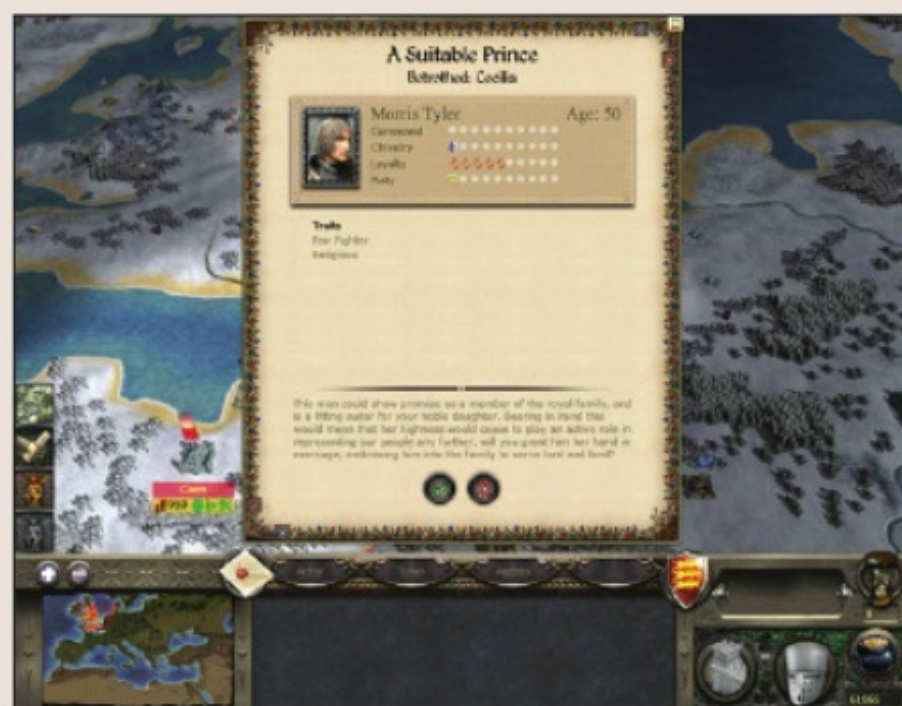 A Suitable Prince
Betrothed: Cecilia
Morris Tyler Age: 50
Command
Chivalry
Loyalty
Piety
Traits
Poor Fighter
Religious
This man could show promise as a member of the royal family, and
is a fitting suitor for your noble daughter. Bearing in mind this
would mean that her highness would cease to play an active role in
representing our people any further, will you grant him her hand in
marriage, embracing him into the family to serve lord and land?
Caen